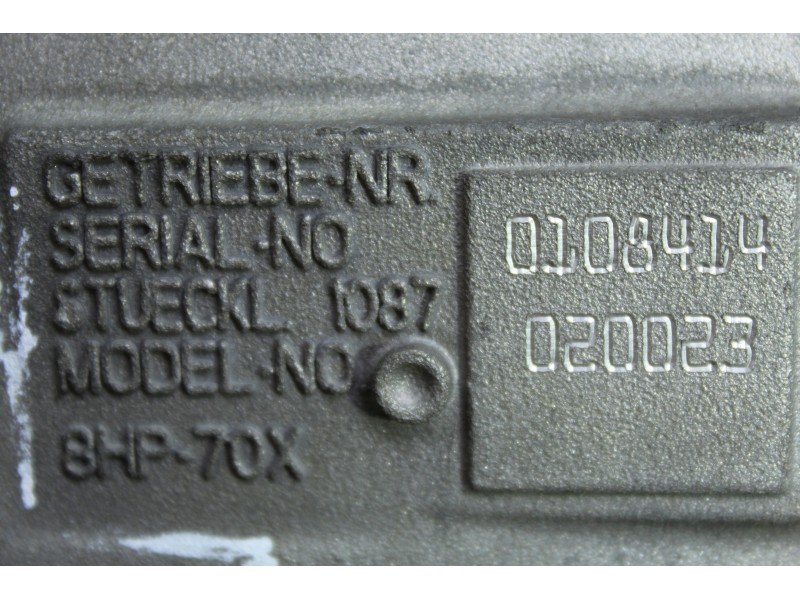 GETRIEBE-NR.
SERIAL-NO
0108414
STUECKL. 1087
MODEL-NO
020023
8HP-70X